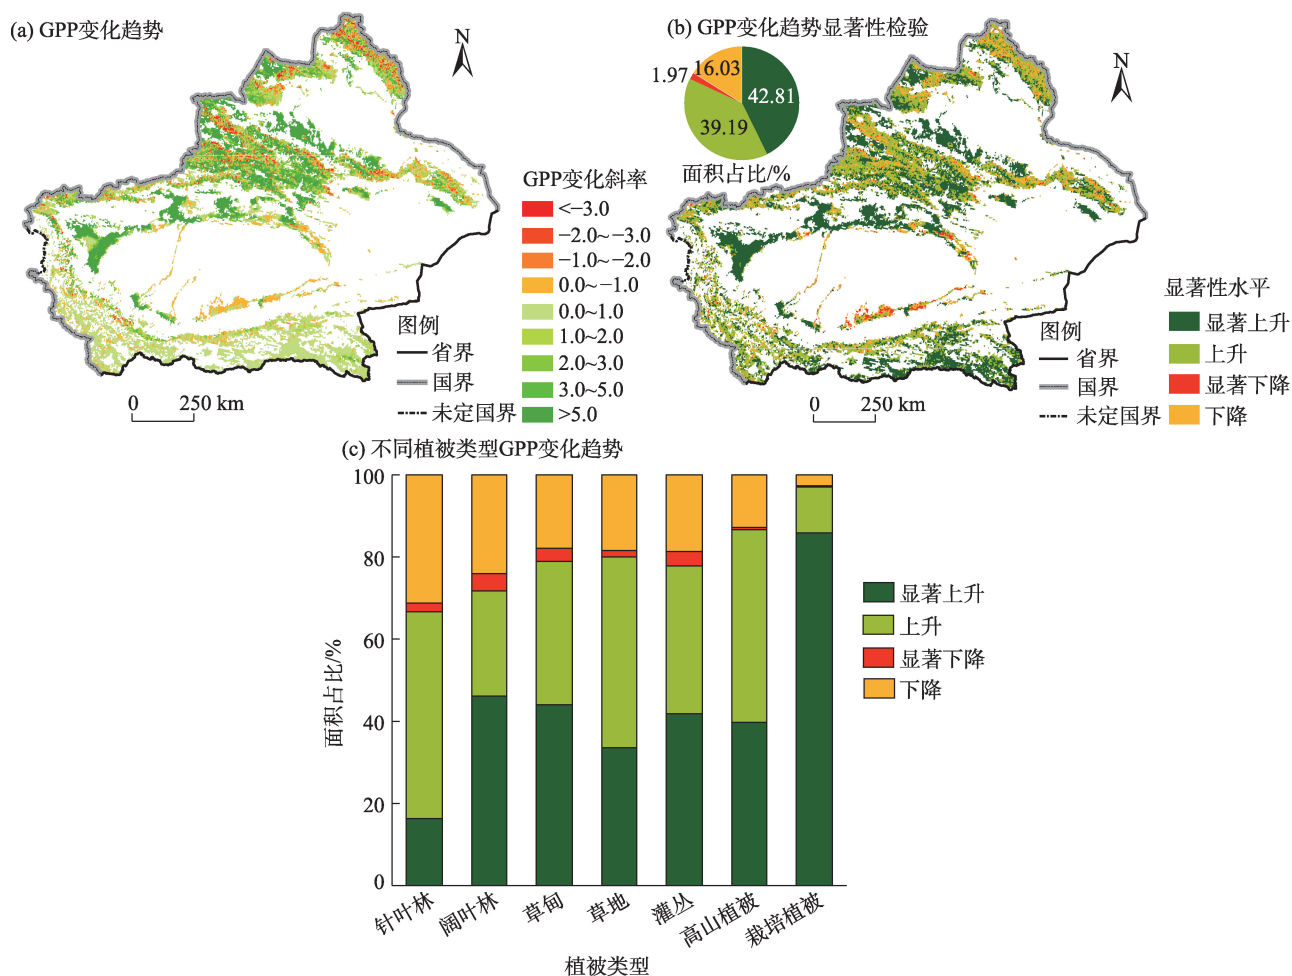 (a) GPP变化趋势
N
GPP变化斜率
<−3.0
−2.0~−3.0
−1.0~−2.0
0.0~−1.0
0.0~1.0
1.0~2.0
2.0~3.0
3.0~5.0
>5.0
图例
省界
国界
未定国界
0 250 km
(b) GPP变化趋势显著性检验
N
16.03
1.97
42.81
39.19
面积占比/%
显著性水平
显著上升
上升
显著下降
下降
图例
省界
国界
未定国界
0 250 km
(c) 不同植被类型GPP变化趋势
100
80
60
40
20
0
面积占比/%
显著上升
上升
显著下降
下降
针叶林
阔叶林
草甸
草地
灌丛
高山植被
栽培植被
植被类型